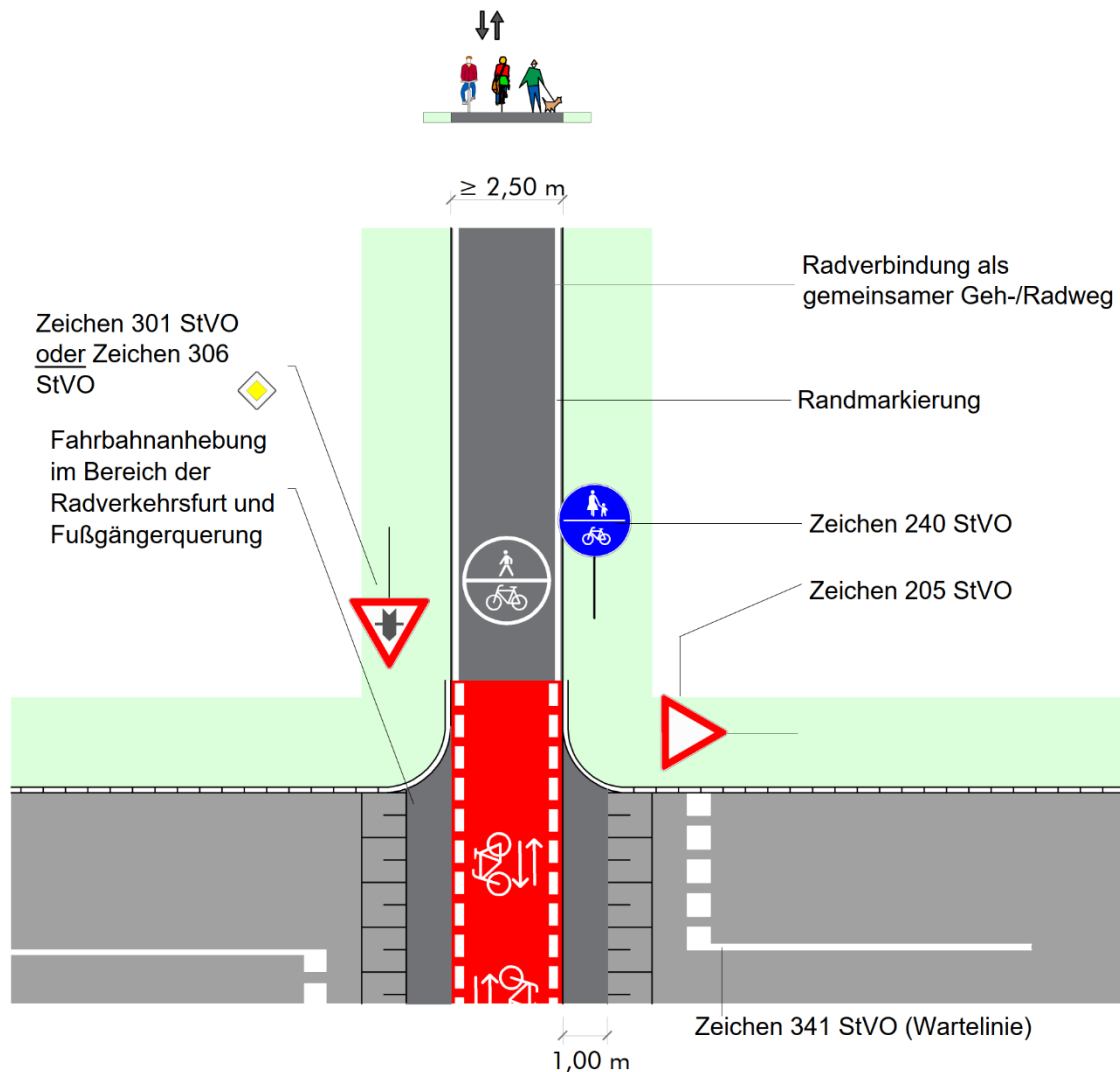 ≥ 2,50 m
Radverbindung als
gemeinsamer Geh-/Radweg
Zeichen 301 StVO
oder Zeichen 306
StVO
Randmarkierung
Fahrbahnanhebung
im Bereich der
Radverkehrsfurt und
Fußgängerquerung
Zeichen 240 StVO
Zeichen 205 StVO
Zeichen 341 StVO (Wartelinie)
1,00 m